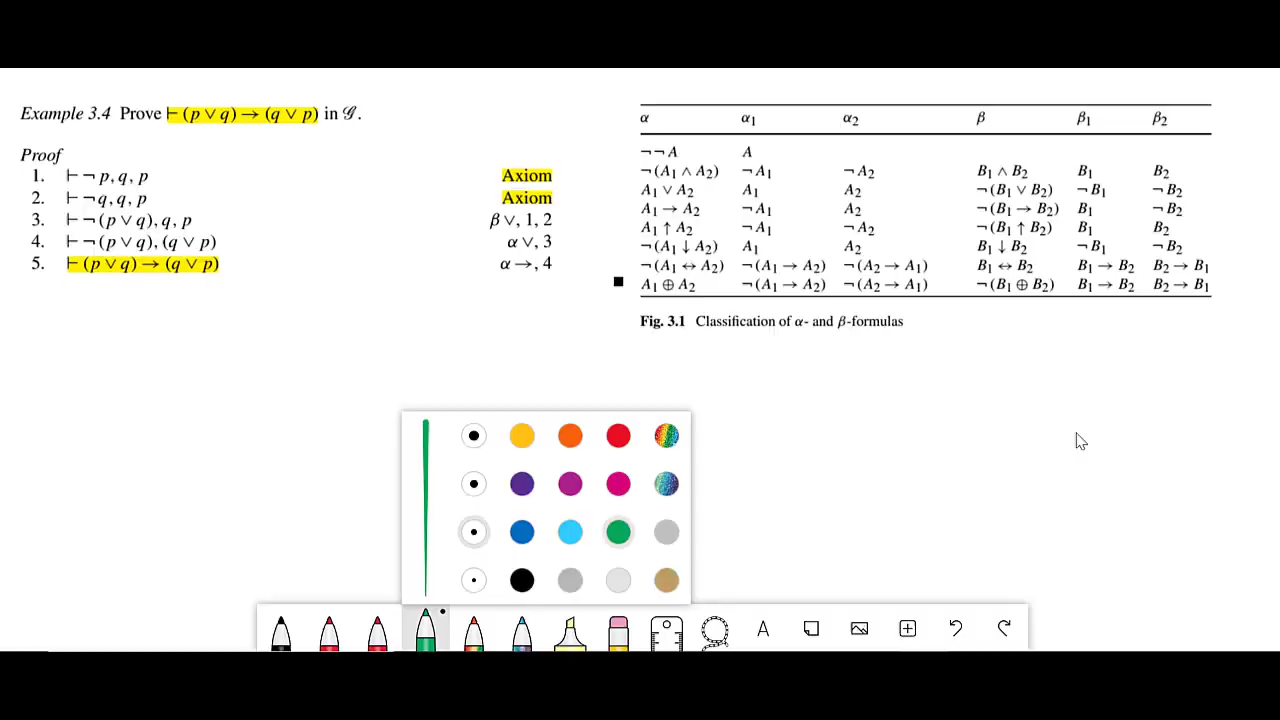 Example 3.4 Prove ⊢ (p ∨ q) → (q ∨ p) in 𝒢.
Proof
1. ⊢ ¬ p, q, p Axiom
2. ⊢ ¬ q, q, p Axiom
3. ⊢ ¬ (p ∨ q), q, p β ∨, 1, 2
4. ⊢ ¬ (p ∨ q), (q ∨ p) α ∨, 3
5. ⊢ (p ∨ q) → (q ∨ p) α →, 4
α α₁ α₂ β β₁ β₂
¬ ¬ A A
¬ (A₁ ∧ A₂) ¬ A₁ ¬ A₂ B₁ ∧ B₂ B₁ B₂
A₁ ∨ A₂ A₁ A₂ ¬ (B₁ ∨ B₂) ¬ B₁ ¬ B₂
A₁ → A₂ ¬ A₁ A₂ ¬ (B₁ → B₂) B₁ ¬ B₂
A₁ ↑ A₂ ¬ A₁ ¬ A₂ ¬ (B₁ ↑ B₂) B₁ B₂
¬ (A₁ ↓ A₂) A₁ A₂ B₁ ↓ B₂ ¬ B₁ ¬ B₂
¬ (A₁ ↔ A₂) ¬ (A₁ → A₂) ¬ (A₂ → A₁) B₁ ↔ B₂ B₁ → B₂ B₂ → B₁
A₁ ⊕ A₂ ¬ (A₁ → A₂) ¬ (A₂ → A₁) ¬ (B₁ ⊕ B₂) B₁ → B₂ B₂ → B₁
Fig. 3.1 Classification of α- and β-formulas
A